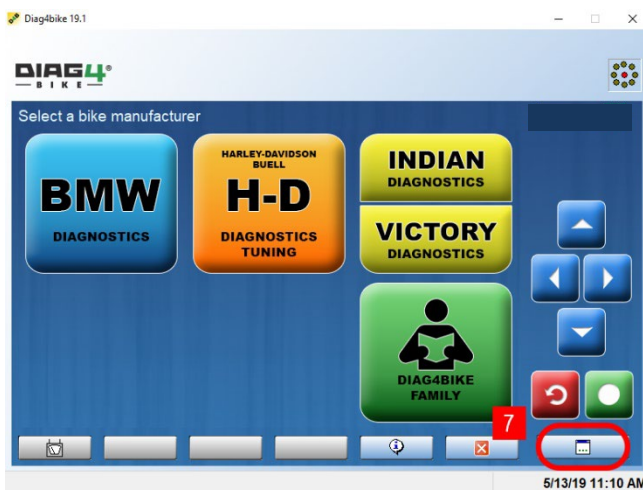 Diag4bike 19.1
DIAG4®
BIKE
Select a bike manufacturer
BMW
DIAGNOSTICS
HARLEY-DAVIDSON
BUELL
H-D
DIAGNOSTICS
TUNING
INDIAN
DIAGNOSTICS
VICTORY
DIAGNOSTICS
DIAG4BIKE
FAMILY
7
5/13/19 11:10 AM